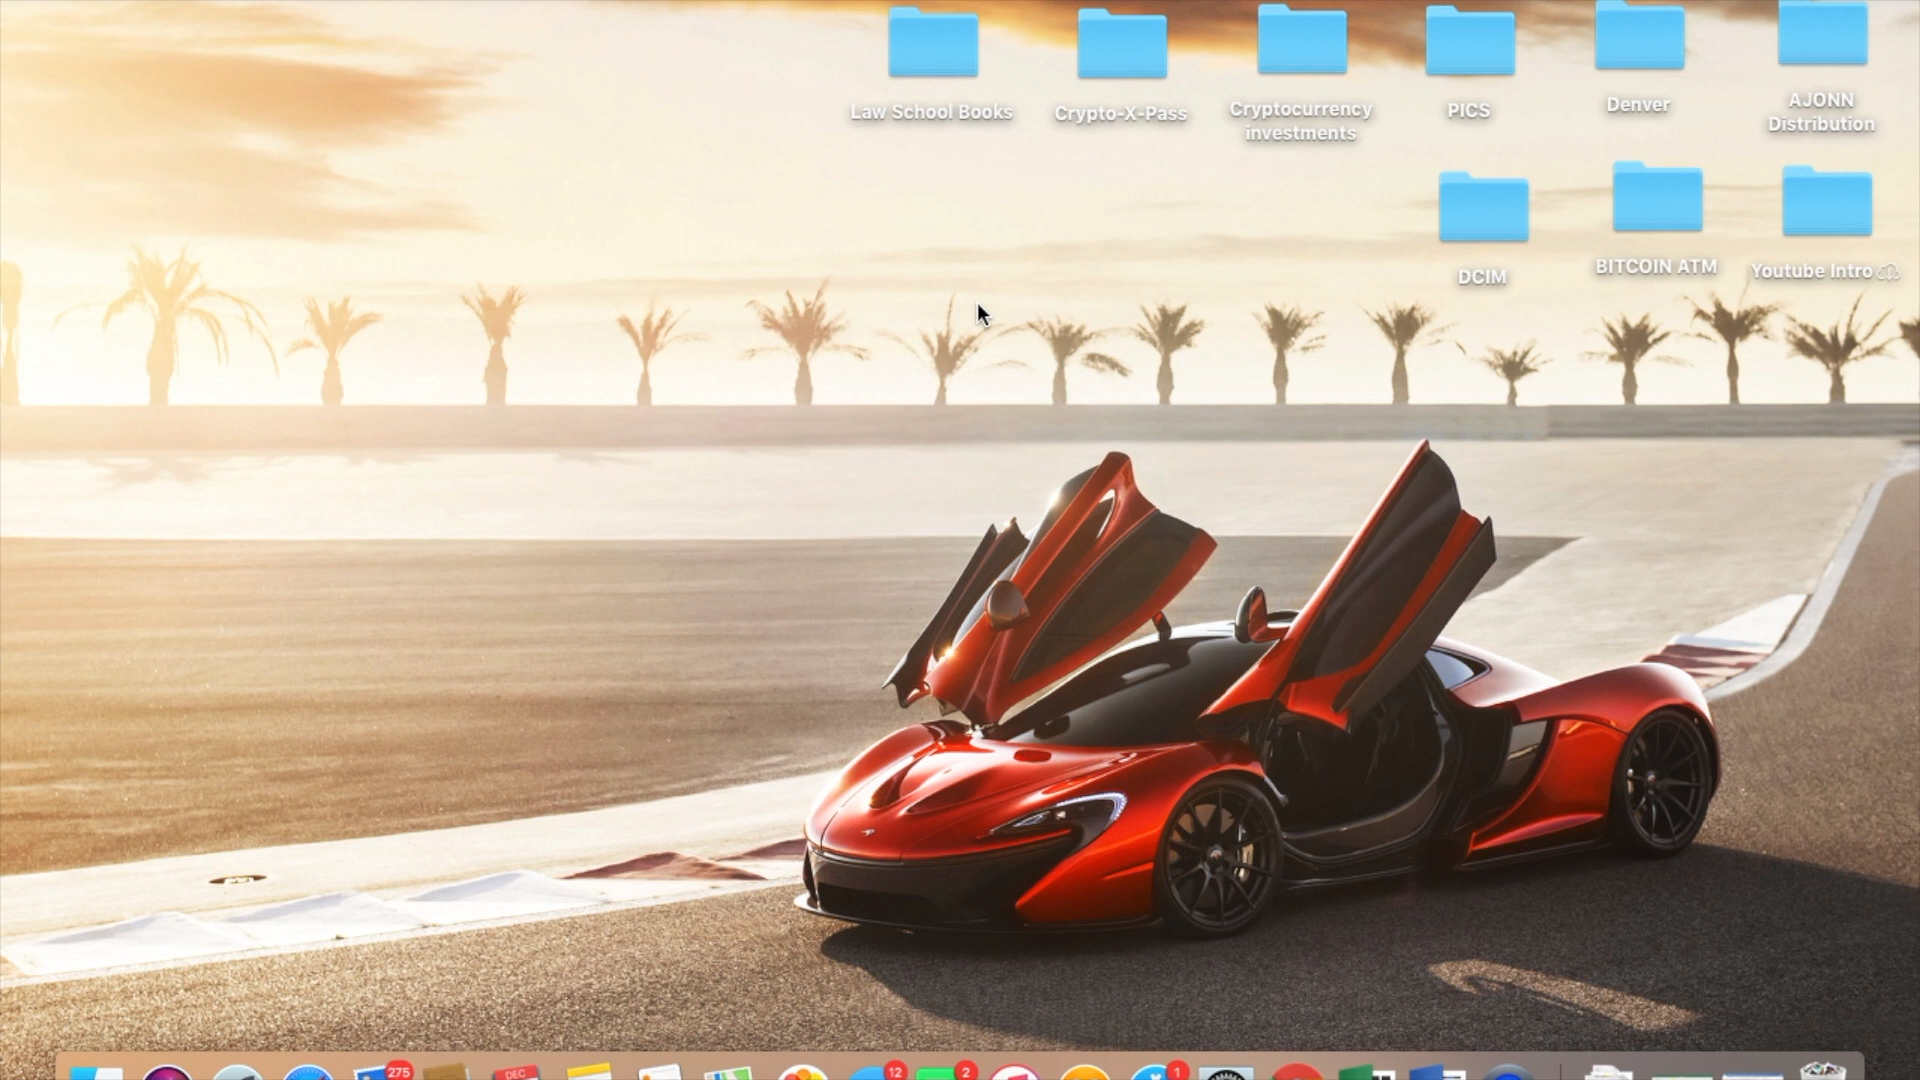 Law School Books
Crypto-X-Pass
Cryptocurrency
investments
PICS
Denver
AJONN
Distribution
DCIM
BITCOIN ATM
Youtube Intro
275
DEC
12
2
1